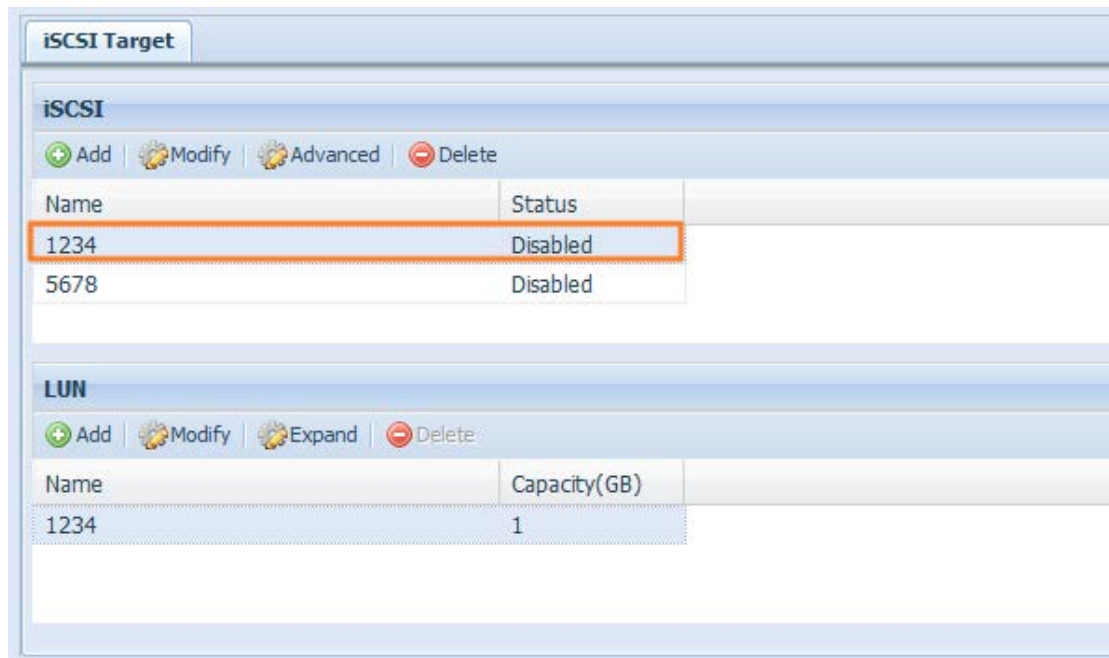 iSCSI Target
iSCSI
Add Modify Advanced Delete
Name Status
1234 Disabled
5678 Disabled
LUN
Add Modify Expand Delete
Name Capacity(GB)
1234 1